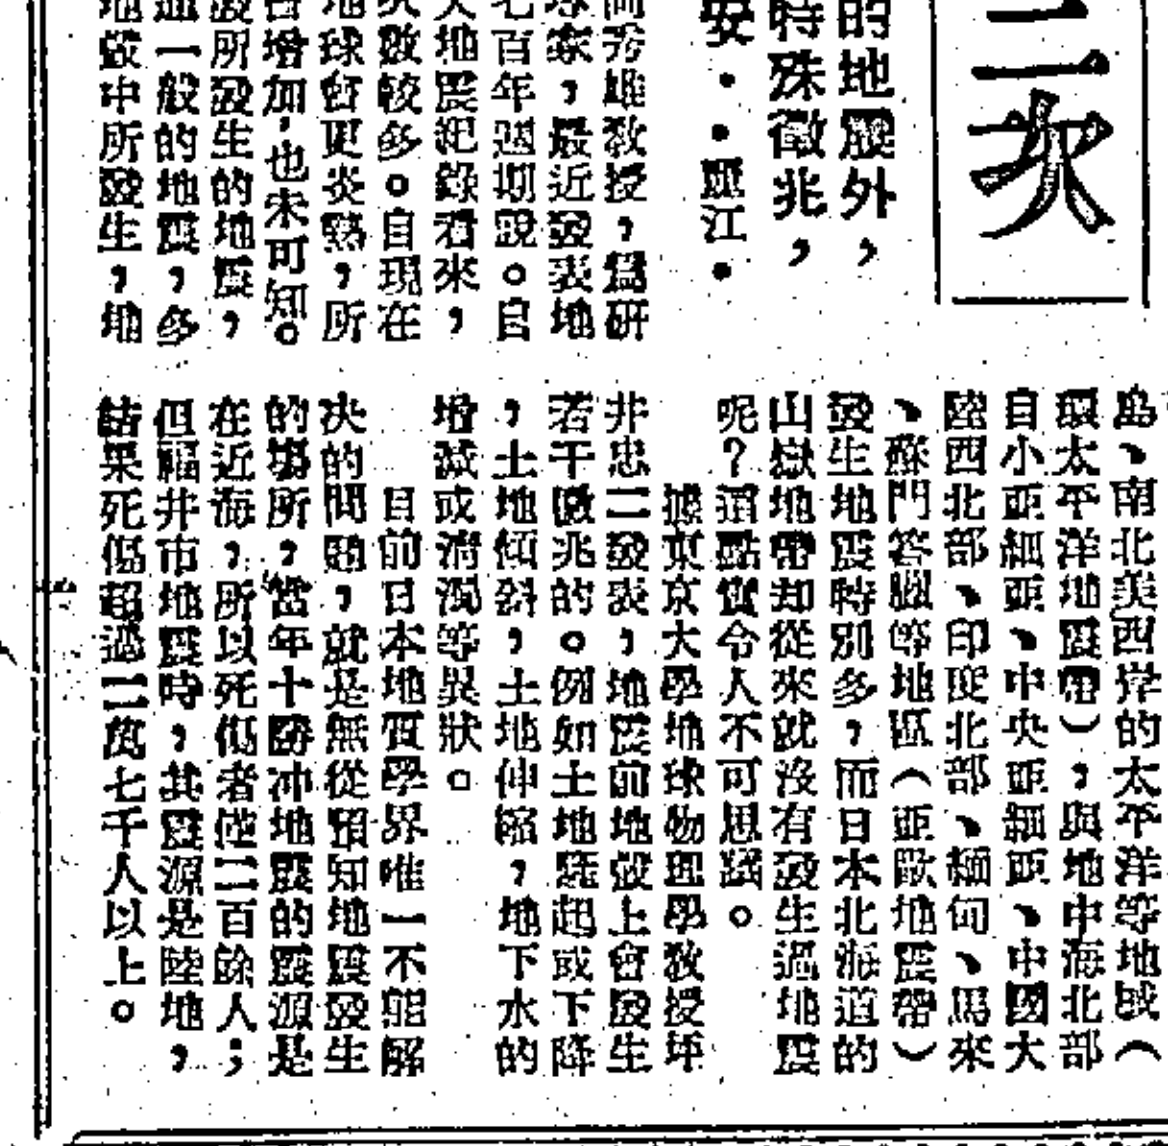 二次
的地震外，
特殊徵兆，
安・・重江・
秀雄教授，為研
家，最近發表地
七百年週期說。自
大地震紀錄看來，
次數較多。自現在
地球會更炎熱，所
會增加，也未可知。
設所發生的地震，
一般的地震，多
地殼中所發生，地
島、南北美西岸的太平洋等地域（
環太平洋地震帶），與地中海北部
自小亞細亞、中央亞細亞、中國大
陸西北部、印度北部、緬甸、馬來
、蘇門答臘等地區（亞歐地震帶）
發生地震特別多，而日本北海道的
山嶽地帶却從來就沒有發生過地震
呢？這點實令人不可思議。
據東京大學地球物理學教授坪
井忠二發表，地震前地殼上會發生
若干徵兆的。例如土地隆起或下降
，土地傾斜，土地伸縮，地下水的
增減或清濁等異狀。
目前日本地質學界唯一不能解
决的問題，就是無從預知地震發生
的場所，當年十勝冲地震的震源是
在近海，所以死傷者僅二百餘人；
但福井市地震時，其震源是陸地，
結果死傷超過二萬七千人以上。